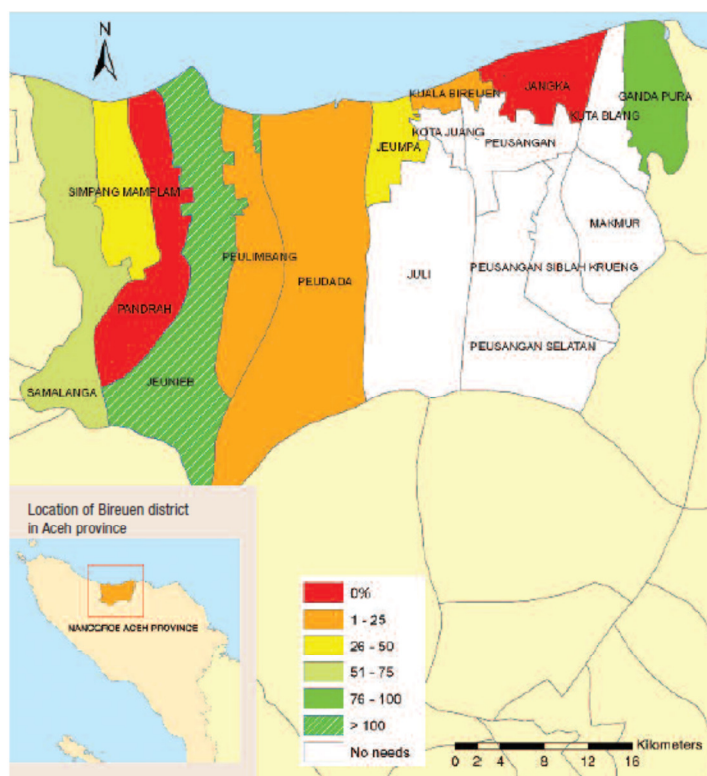 N
KUALA BIREUEN
JANGKA
GANDA PURA
KUTA BLANG
KOTA JUANG
JEUMPA
PEUSANGAN
SIMPANG MAMPLAM
MAKMUR
PEULIMBANG
JULI
PEUSANGAN SIBLAH KRUENG
PEUDADA
PANDRAH
PEUSANGAN SELATAN
JEUNIEB
SAMALANGA
Location of Bireuen district
in Aceh province
NANGGROE ACEH PROVINCE
0%
1 - 25
26 - 50
51 - 75
76 - 100
> 100
No needs
Kilometers
0 2 4 8 12 16